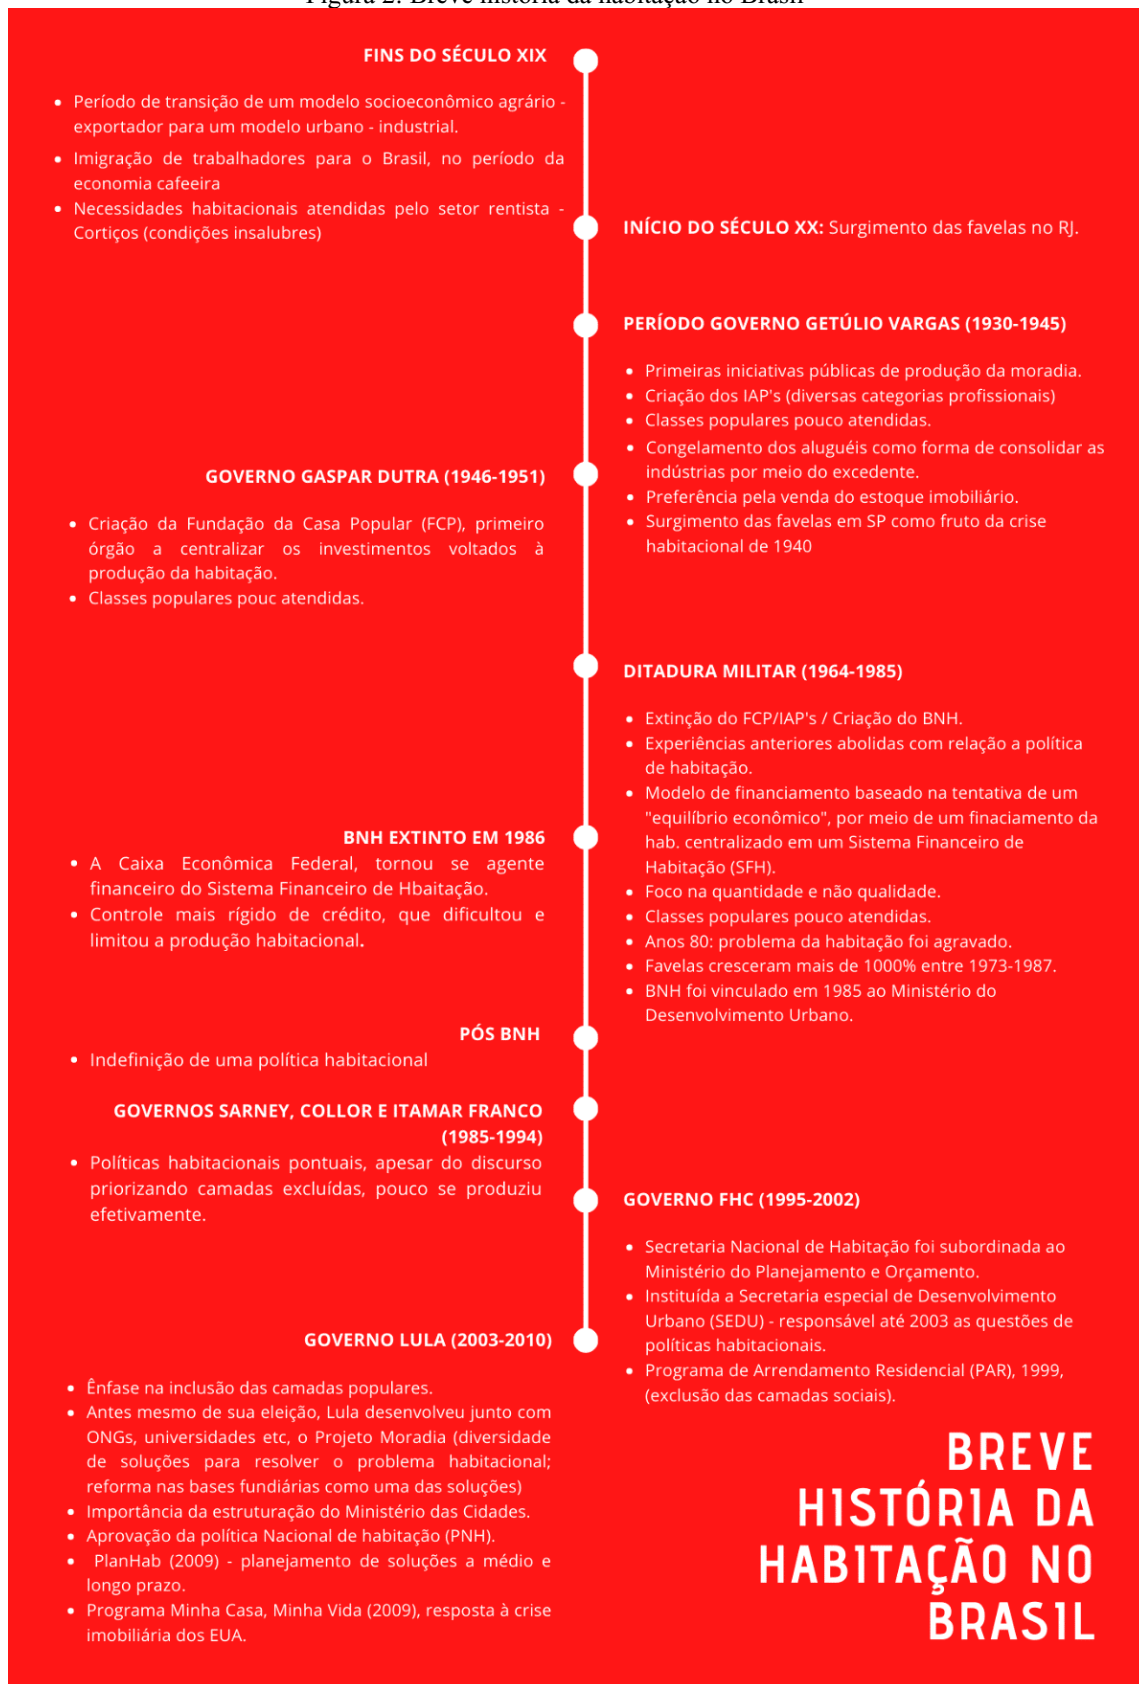 Figura 2: Breve história da habitação no Brasil
FINS DO SÉCULO XIX
• Período de transição de um modelo socioeconômico agrário -
exportador para um modelo urbano - industrial.
• Imigração de trabalhadores para o Brasil, no período da
economia cafeeira
• Necessidades habitacionais atendidas pelo setor rentista -
Cortiços (condições insalubres)
INÍCIO DO SÉCULO XX: Surgimento das favelas no RJ.
PERÍODO GOVERNO GETÚLIO VARGAS (1930-1945)
• Primeiras iniciativas públicas de produção da moradia.
• Criação dos IAP's (diversas categorias profissionais)
• Classes populares pouco atendidas.
• Congelamento dos aluguéis como forma de consolidar as
indústrias por meio do excedente.
• Preferência pela venda do estoque imobiliário.
• Surgimento das favelas em SP como fruto da crise
habitacional de 1940
GOVERNO GASPAR DUTRA (1946-1951)
• Criação da Fundação da Casa Popular (FCP), primeiro
órgão a centralizar os investimentos voltados à
produção da habitação.
• Classes populares pouc atendidas.
DITADURA MILITAR (1964-1985)
• Extinção do FCP/IAP's / Criação do BNH.
• Experiências anteriores abolidas com relação a política
de habitação.
• Modelo de financiamento baseado na tentativa de um
"equilíbrio econômico", por meio de um finaciamento da
hab. centralizado em um Sistema Financeiro de
Habitação (SFH).
• Foco na quantidade e não qualidade.
• Classes populares pouco atendidas.
• Anos 80: problema da habitação foi agravado.
• Favelas cresceram mais de 1000% entre 1973-1987.
• BNH foi vinculado em 1985 ao Ministério do
Desenvolvimento Urbano.
BNH EXTINTO EM 1986
• A Caixa Econômica Federal, tornou se agente
financeiro do Sistema Financeiro de Hbaitação.
• Controle mais rígido de crédito, que dificultou e
limitou a produção habitacional.
PÓS BNH
• Indefinição de uma política habitacional
GOVERNOS SARNEY, COLLOR E ITAMAR FRANCO
(1985-1994)
• Políticas habitacionais pontuais, apesar do discurso
priorizando camadas excluídas, pouco se produziu
efetivamente.
GOVERNO FHC (1995-2002)
• Secretaria Nacional de Habitação foi subordinada ao
Ministério do Planejamento e Orçamento.
• Instituída a Secretaria especial de Desenvolvimento
Urbano (SEDU) - responsável até 2003 as questões de
políticas habitacionais.
• Programa de Arrendamento Residencial (PAR), 1999,
(exclusão das camadas sociais).
GOVERNO LULA (2003-2010)
• Ênfase na inclusão das camadas populares.
• Antes mesmo de sua eleição, Lula desenvolveu junto com
ONGs, universidades etc, o Projeto Moradia (diversidade
de soluções para resolver o problema habitacional;
reforma nas bases fundiárias como uma das soluções)
• Importância da estruturação do Ministério das Cidades.
• Aprovação da política Nacional de habitação (PNH).
• PlanHab (2009) - planejamento de soluções a médio e
longo prazo.
• Programa Minha Casa, Minha Vida (2009), resposta à crise
imobiliária dos EUA.
BREVE
HISTÓRIA DA
HABITAÇÃO NO
BRASIL